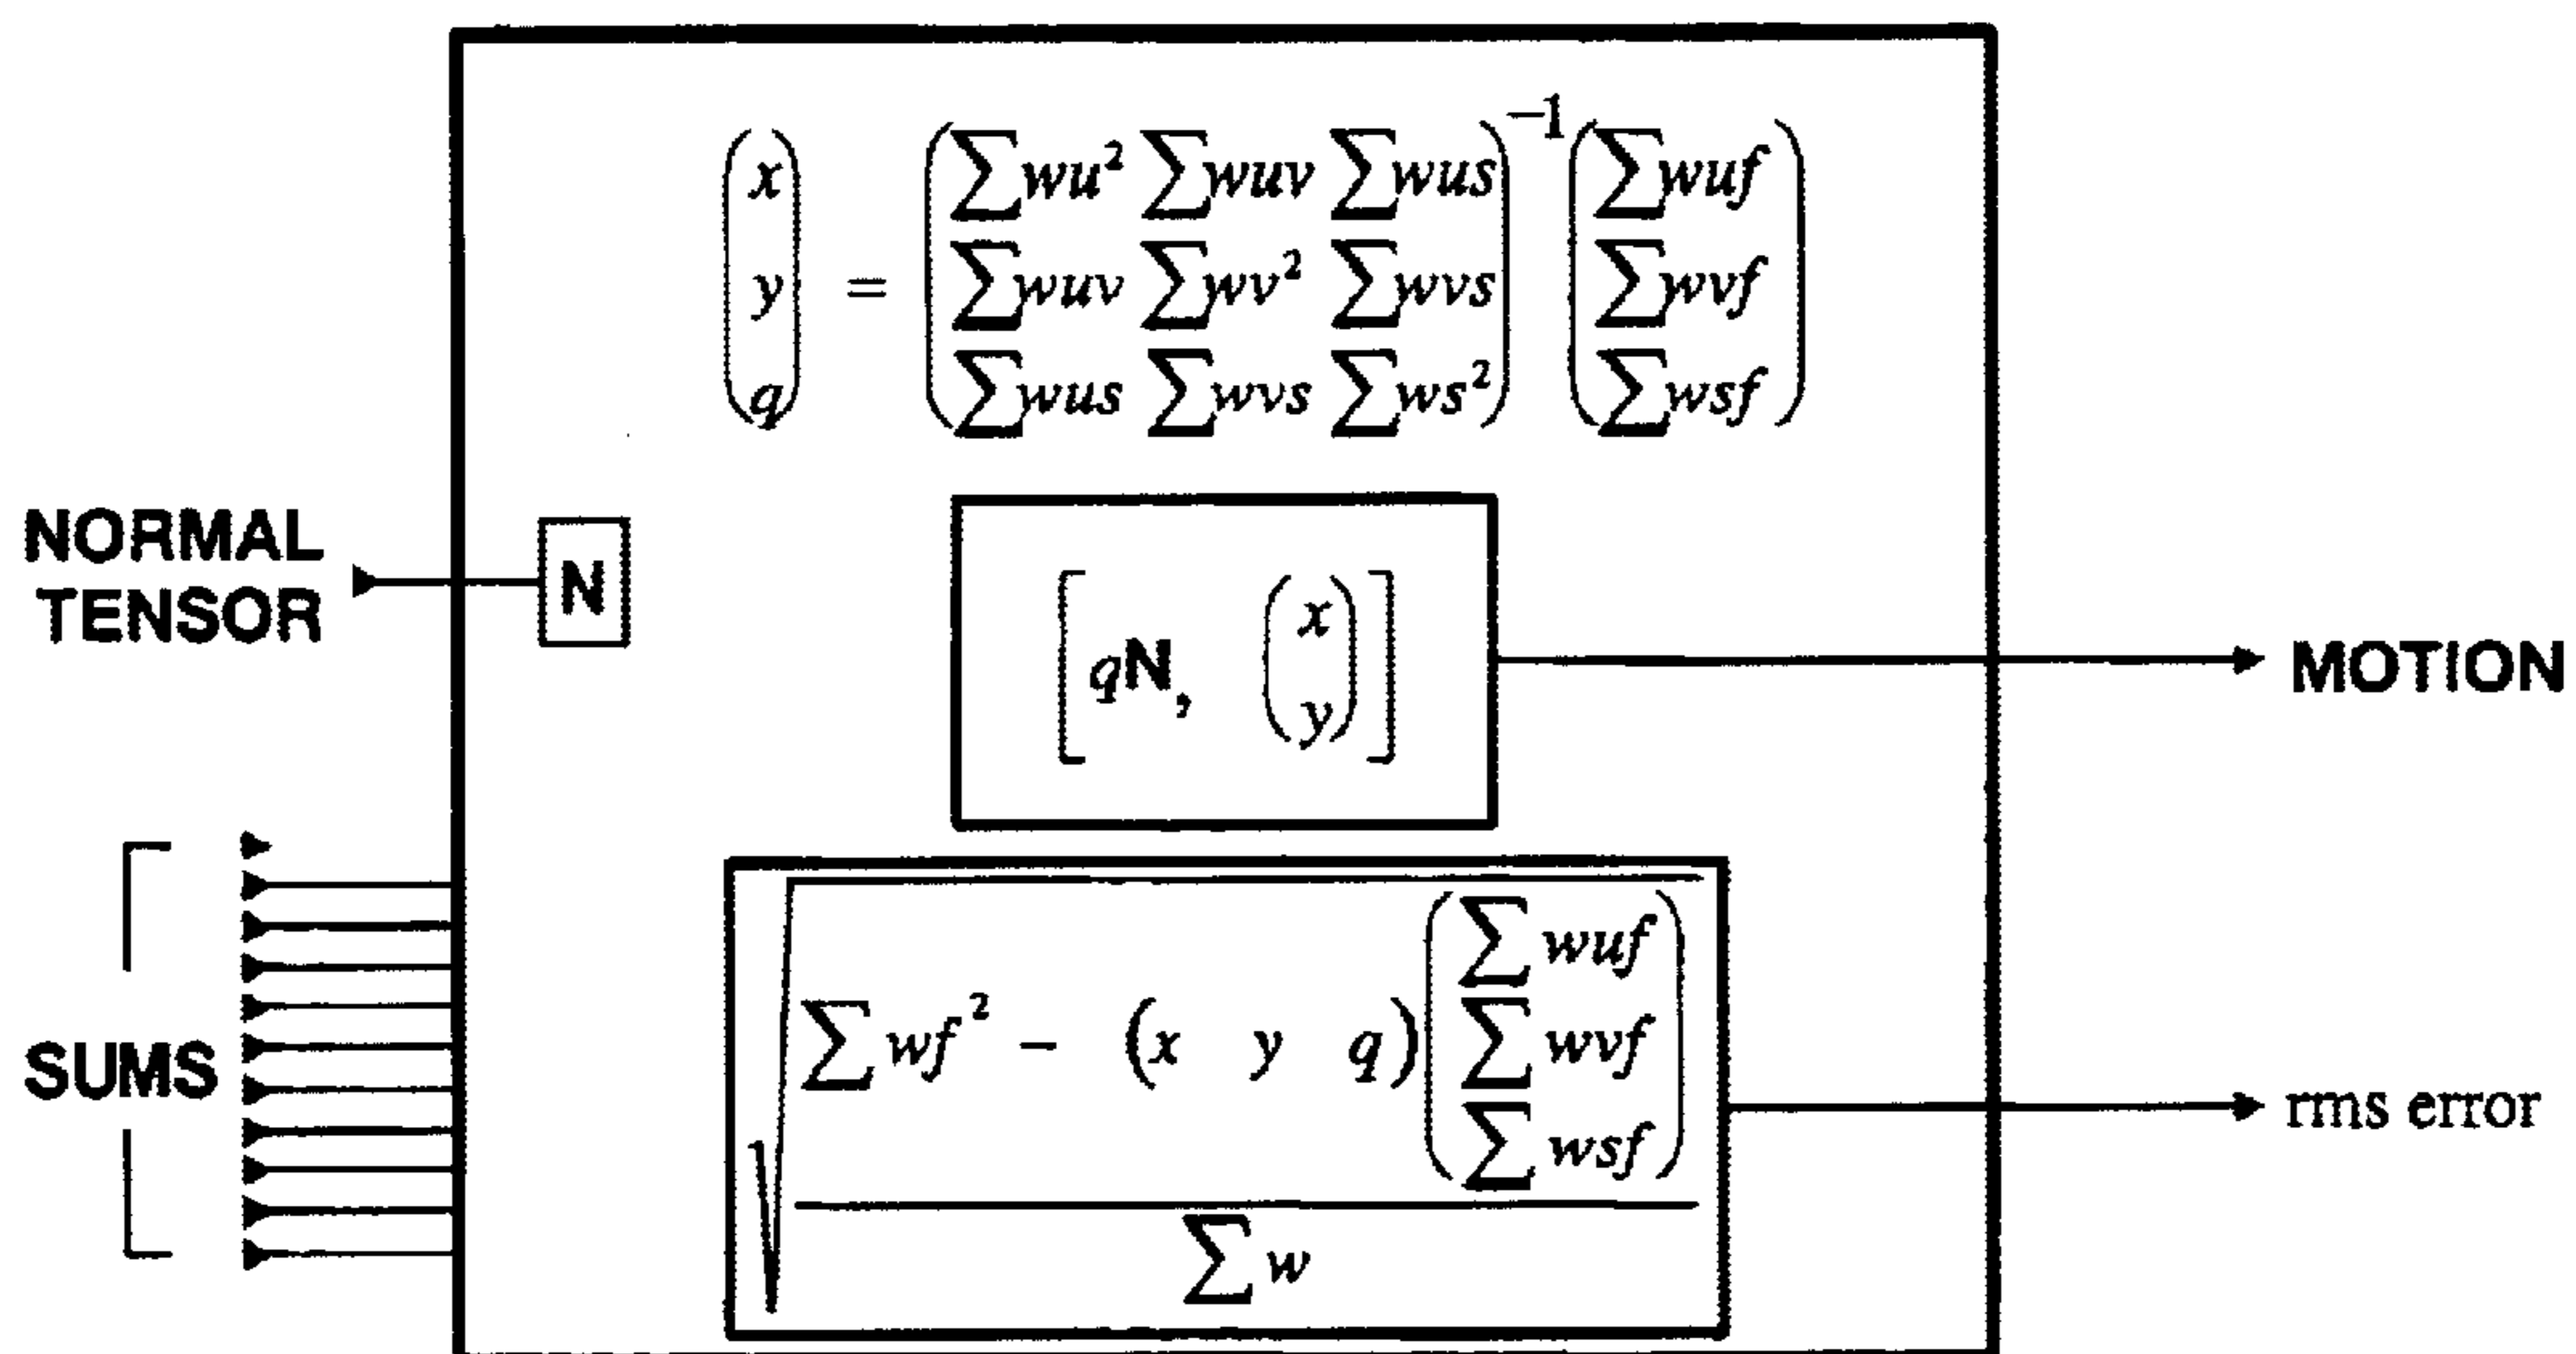 (x y q) = (∑wu² ∑wuv ∑wus
∑wuv ∑wv² ∑wvs
∑wus ∑wvs ∑ws²)⁻¹ (∑wuf
∑wvf
∑wsf)
NORMAL
TENSOR
N
[qN, (x
y)]
MOTION
SUMS
√ ∑wf² − (x y q) (∑wuf
∑wvf
∑wsf)
∑w
rms error